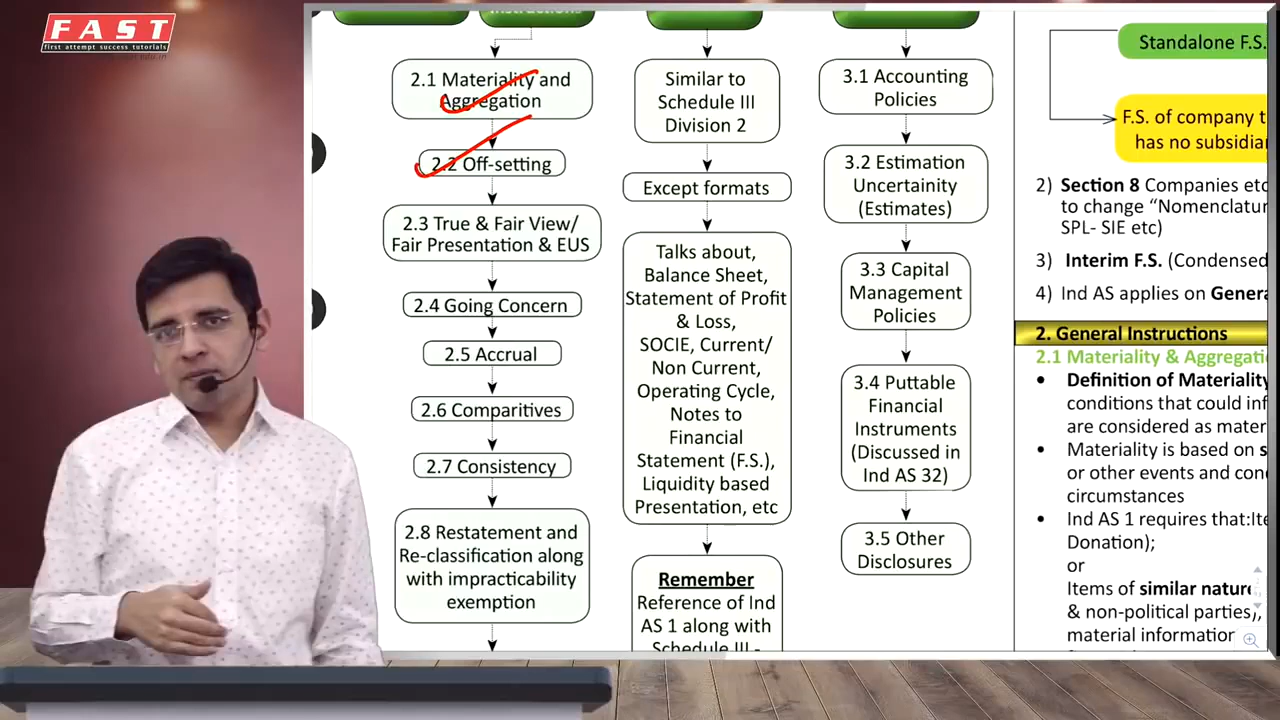 FAST
first attempt success tutorials
Instructions
2.1 Materiality and
Aggregation
2.2 Off-setting
2.3 True & Fair View/
Fair Presentation & EUS
2.4 Going Concern
2.5 Accrual
2.6 Comparitives
2.7 Consistency
2.8 Restatement and
Re-classification along
with impracticability
exemption
Similar to
Schedule III
Division 2
Except formats
Talks about,
Balance Sheet,
Statement of Profit
& Loss,
SOCIE, Current/
Non Current,
Operating Cycle,
Notes to
Financial
Statement (F.S.),
Liquidity based
Presentation, etc
Remember
Reference of Ind
AS 1 along with
Schedule III -
3.1 Accounting
Policies
3.2 Estimation
Uncertainity
(Estimates)
3.3 Capital
Management
Policies
3.4 Puttable
Financial
Instruments
(Discussed in
Ind AS 32)
3.5 Other
Disclosures
Standalone F.S.
F.S. of company t
has no subsidia
2) Section 8 Companies etc
to change “Nomenclatur
SPL- SIE etc)
3) Interim F.S. (Condensed
4) Ind AS applies on Genera
2. General Instructions
2.1 Materiality & Aggregati
• Definition of Materiality
conditions that could inf
are considered as mater
• Materiality is based on s
or other events and con
circumstances
• Ind AS 1 requires that:Ite
Donation);
or
Items of similar nature
& non-political parties),
material information